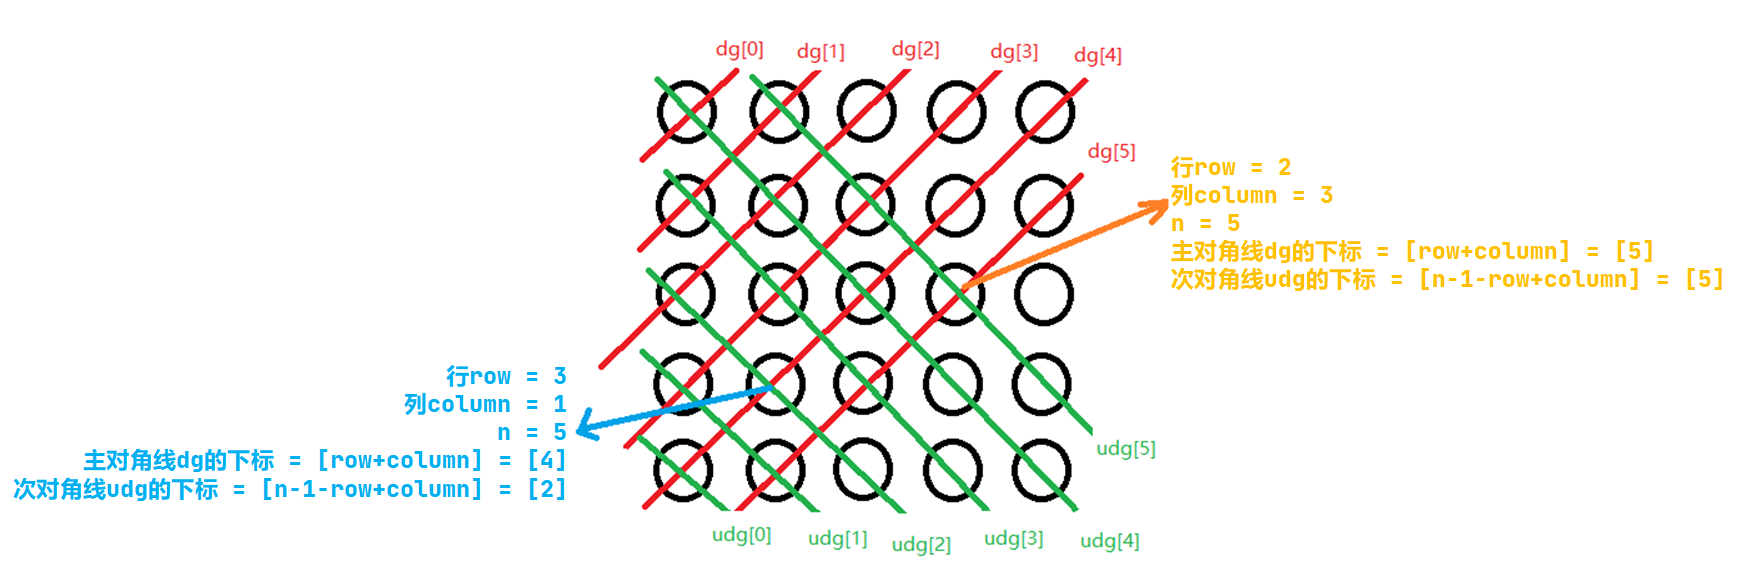 dg[0]
dg[1]
dg[2]
dg[3]
dg[4]
dg[5]
行row = 2
列column = 3
n = 5
主对角线dg的下标 = [row+column] = [5]
次对角线udg的下标 = [n-1-row+column] = [5]
行row = 3
列column = 1
n = 5
主对角线dg的下标 = [row+column] = [4]
次对角线udg的下标 = [n-1-row+column] = [2]
udg[5]
udg[0]
udg[1]
udg[2]
udg[3]
udg[4]